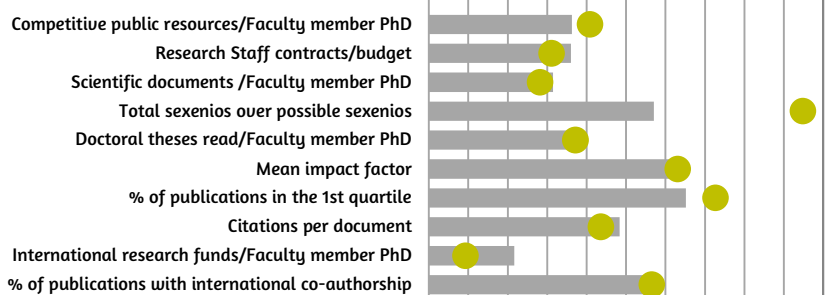 Competitive public resources/Faculty member PhD
Research Staff contracts/budget
Scientific documents /Faculty member PhD
Total sexenios over possible sexenios
Doctoral theses read/Faculty member PhD
Mean impact factor
% of publications in the 1st quartile
Citations per document
International research funds/Faculty member PhD
% of publications with international co-authorship